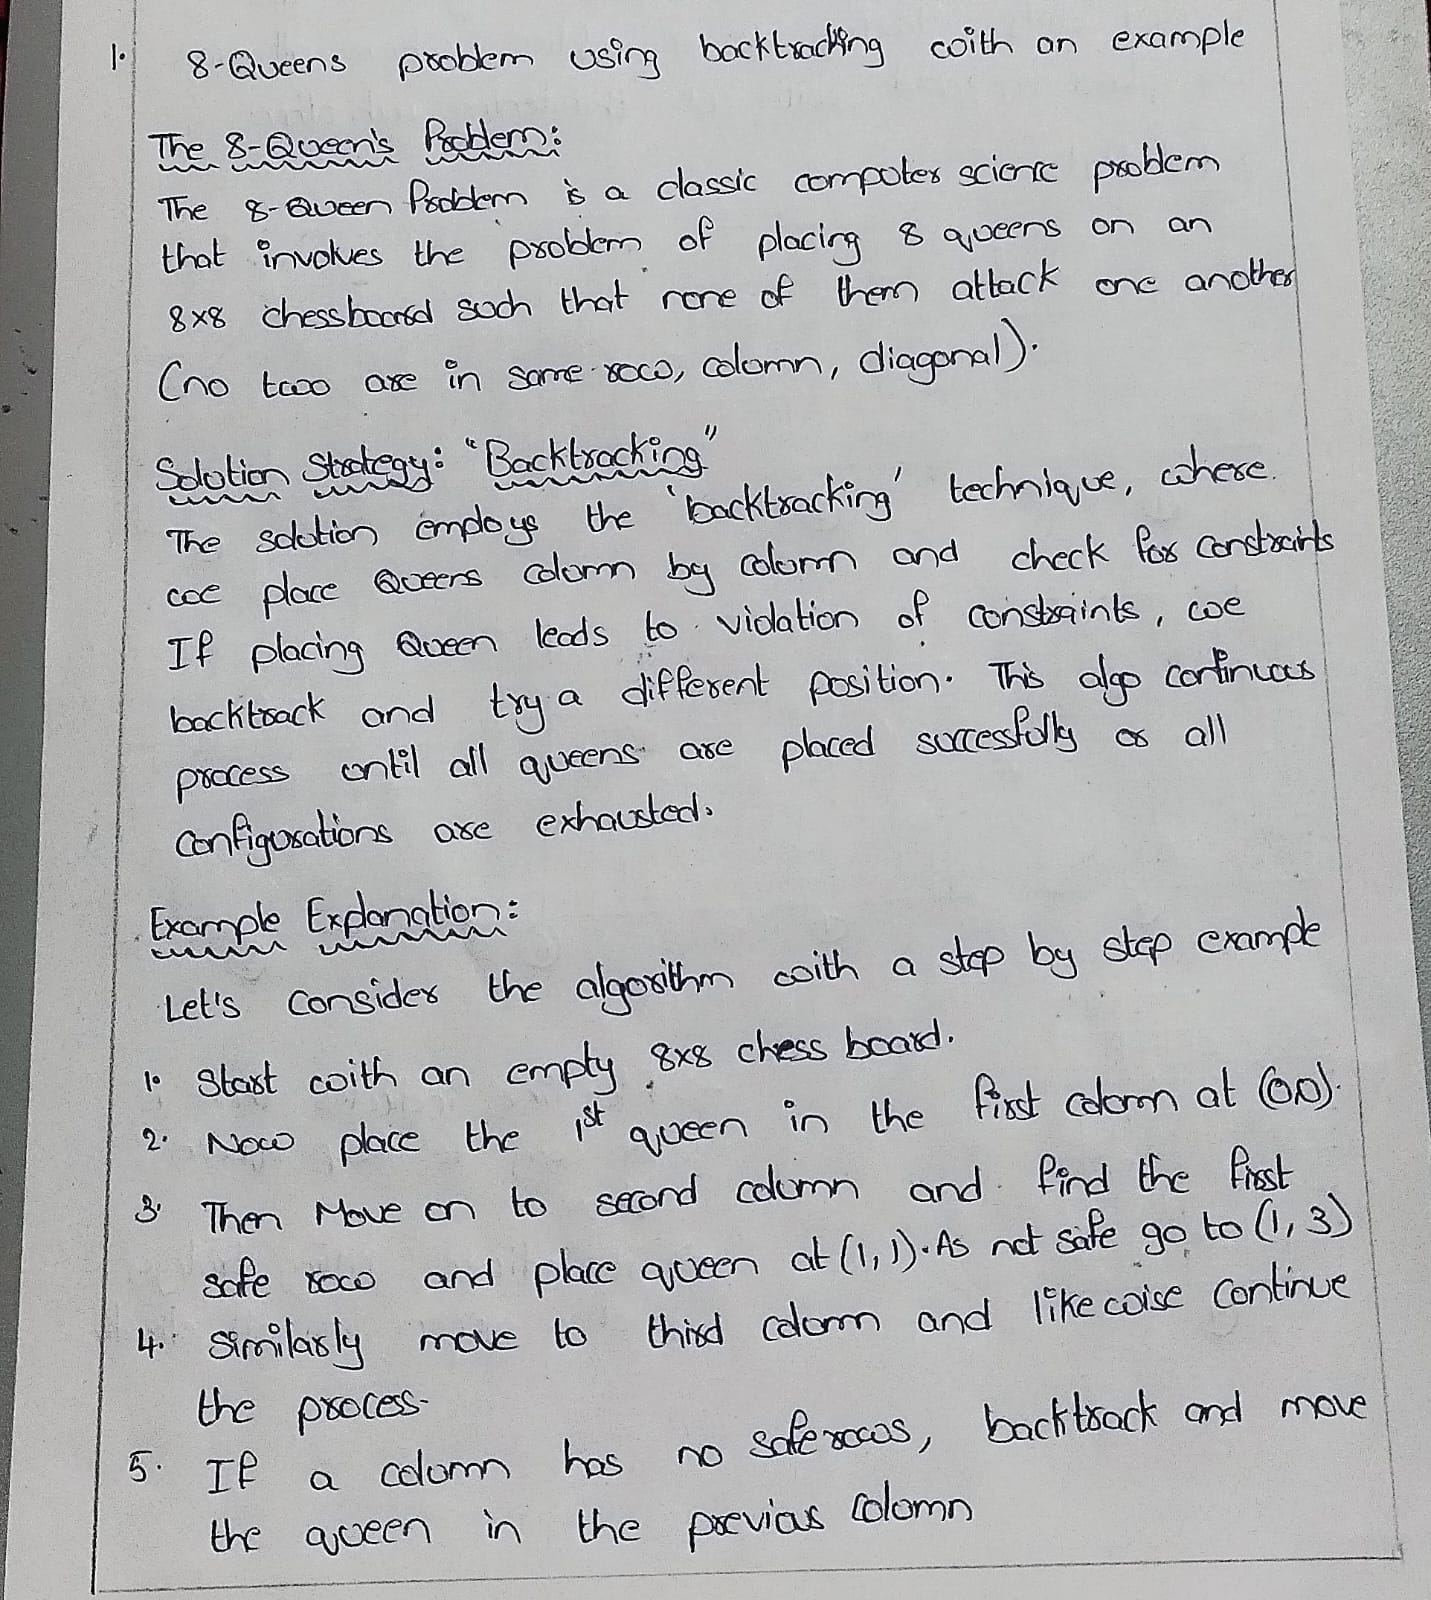 1. 8-Queens problem using backtracking with an example
The 8-Queen's Problem:
The 8-Queen Problem is a classic computer science problem
that involves the problem of placing 8 queens on an
8x8 chessboard such that none of them attack one another
(no two are in same row, column, diagonal).
Solution Strategy: "Backtracking"
The solution employs the 'backtracking' technique, where
we place Queens column by column and check for constraints
If placing Queen leads to violation of constraints, we
backtrack and try a different position. This algo continuous
process until all queens are placed successfully or all
configurations are exhausted.
Example Explanation:
Let's consider the algorithm with a step by step example
1. Start with an empty 8x8 chess board.
2. Now place the 1st queen in the first column at (0,0).
3. Then Move on to second column and find the first
safe row and place queen at (1,1). As not safe go to (1,3)
4. Similarly move to third column and likewise continue
the process.
5. If a column has no safe rows, backtrack and move
the queen in the previous column